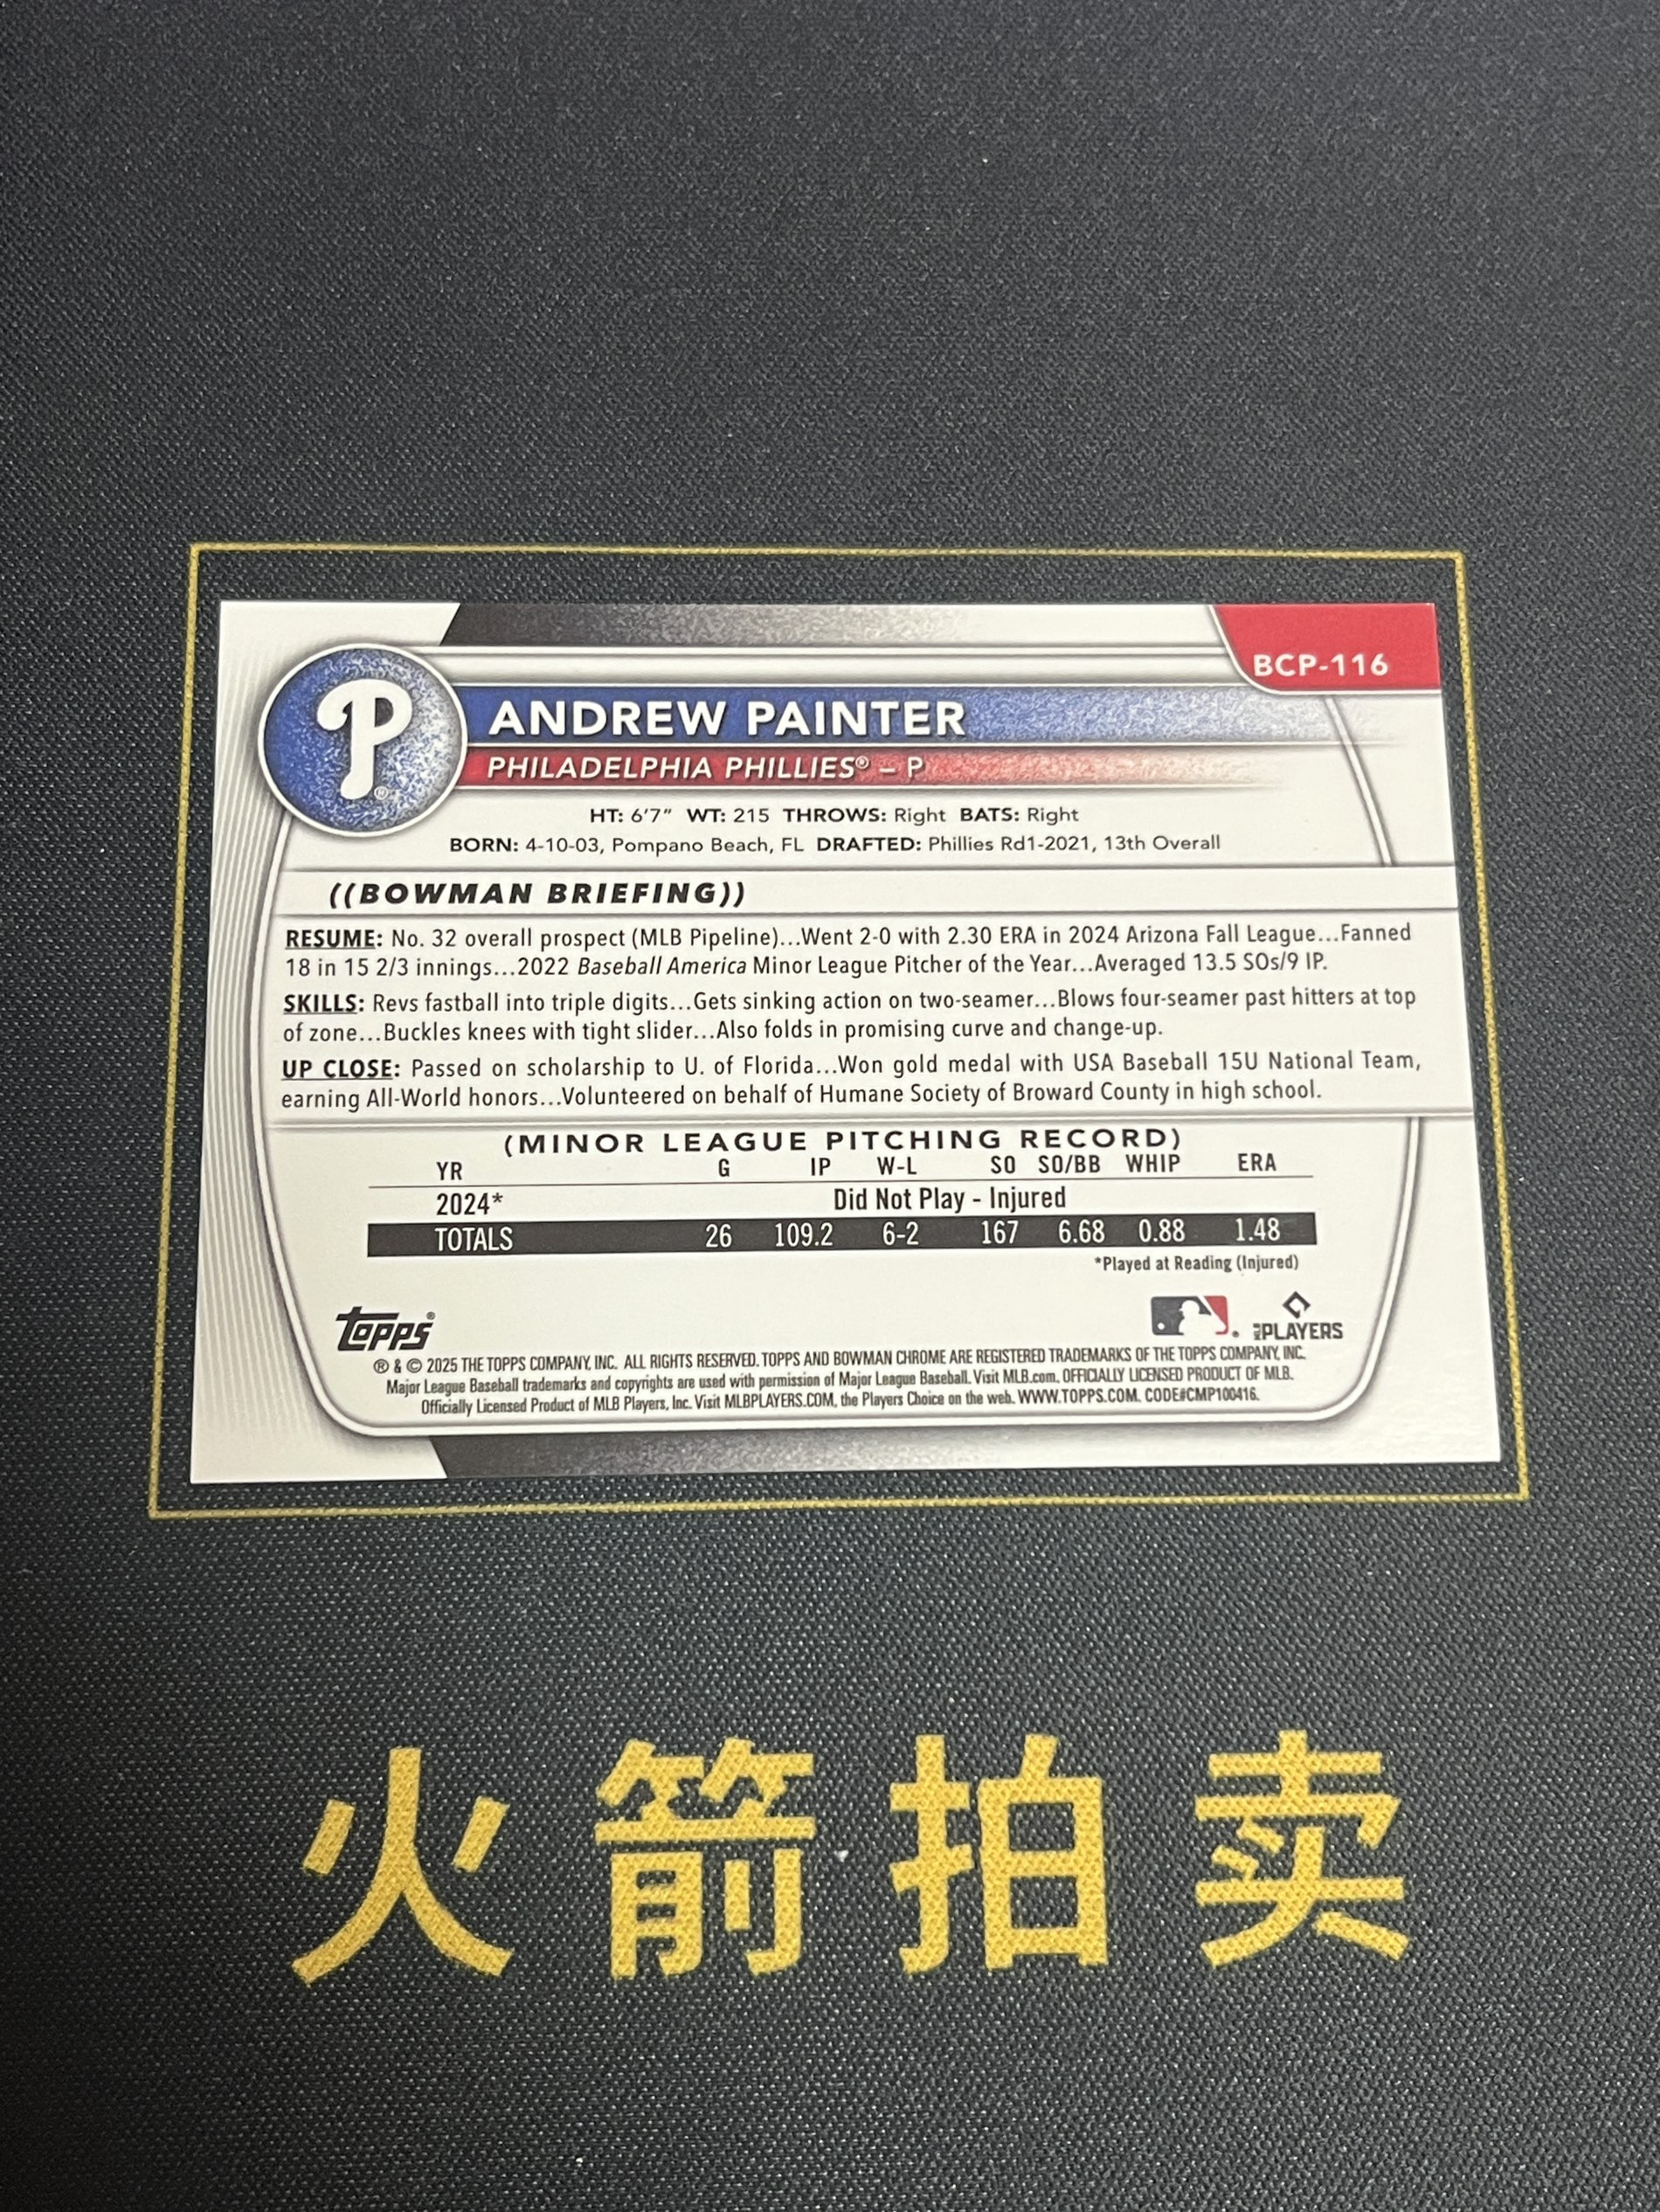 BCP-116
P®
ANDREW PAINTER
PHILADELPHIA PHILLIES® – P
HT: 6'7" WT: 215 THROWS: Right BATS: Right
BORN: 4-10-03, Pompano Beach, FL DRAFTED: Phillies Rd1-2021, 13th Overall
((BOWMAN BRIEFING))
RESUME: No. 32 overall prospect (MLB Pipeline)...Went 2-0 with 2.30 ERA in 2024 Arizona Fall League...Fanned
18 in 15 2/3 innings...2022 Baseball America Minor League Pitcher of the Year...Averaged 13.5 SOs/9 IP.
SKILLS: Revs fastball into triple digits...Gets sinking action on two-seamer...Blows four-seamer past hitters at top
of zone...Buckles knees with tight slider...Also folds in promising curve and change-up.
UP CLOSE: Passed on scholarship to U. of Florida...Won gold medal with USA Baseball 15U National Team,
earning All-World honors...Volunteered on behalf of Humane Society of Broward County in high school.
(MINOR LEAGUE PITCHING RECORD)
YR G IP W-L SO SO/BB WHIP ERA
2024* Did Not Play - Injured
TOTALS 26 109.2 6-2 167 6.68 0.88 1.48
*Played at Reading (Injured)
Topps® ® MLB PLAYERS
® & © 2025 THE TOPPS COMPANY, INC. ALL RIGHTS RESERVED. TOPPS AND BOWMAN CHROME ARE REGISTERED TRADEMARKS OF THE TOPPS COMPANY, INC.
Major League Baseball trademarks and copyrights are used with permission of Major League Baseball. Visit MLB.com. OFFICIALLY LICENSED PRODUCT OF MLB.
Officially Licensed Product of MLB Players, Inc. Visit MLBPLAYERS.COM, the Players Choice on the web. WWW.TOPPS.COM. CODE#CMP100416.
火箭拍卖